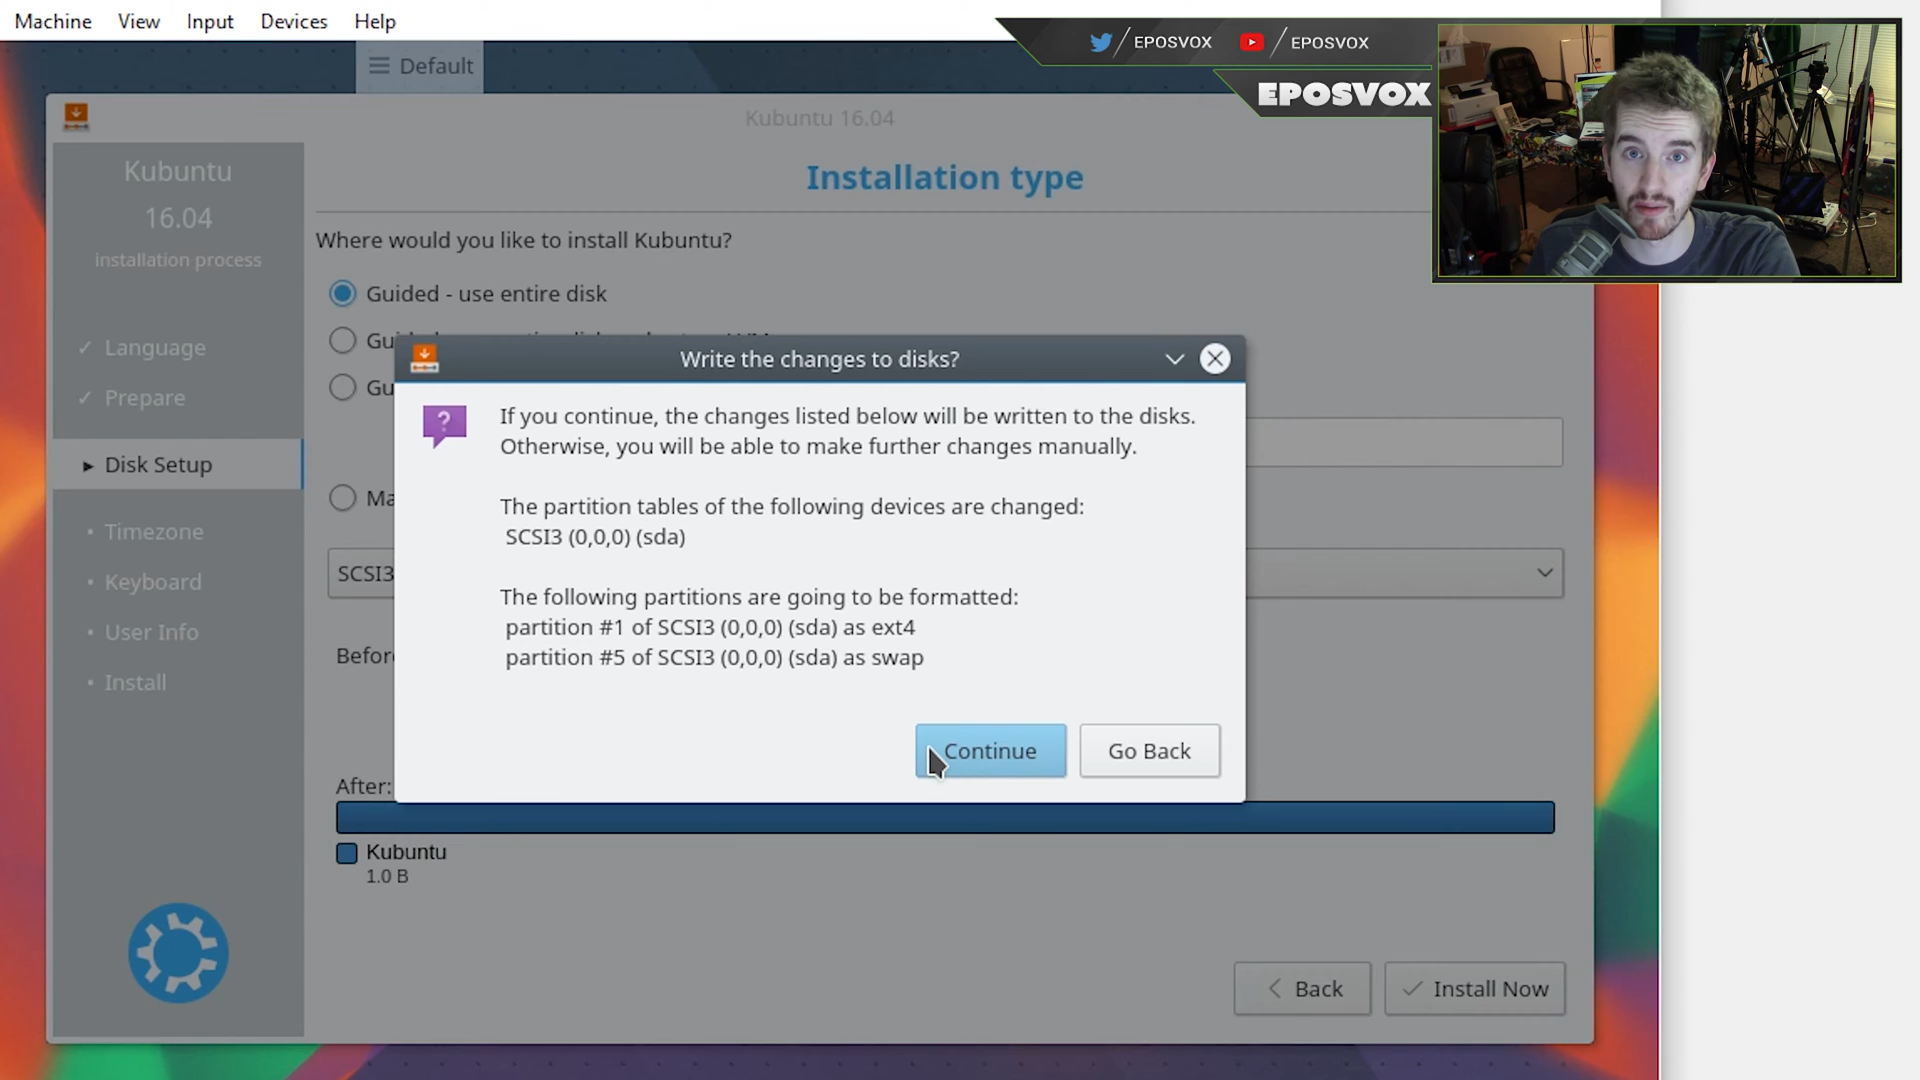 Machine View Input Devices Help
EPOSVOX EPOSVOX
EPOSVOX
Default
Kubuntu 16.04
Kubuntu
16.04
installation process
✓ Language
✓ Prepare
▸ Disk Setup
• Timezone
• Keyboard
• User Info
• Install
Installation type
Where would you like to install Kubuntu?
Guided - use entire disk
Gu
Gu
Ma
SCSI3
Before
Write the changes to disks?
If you continue, the changes listed below will be written to the disks.
Otherwise, you will be able to make further changes manually.
The partition tables of the following devices are changed:
SCSI3 (0,0,0) (sda)
The following partitions are going to be formatted:
partition #1 of SCSI3 (0,0,0) (sda) as ext4
partition #5 of SCSI3 (0,0,0) (sda) as swap
Continue Go Back
After:
Kubuntu
1.0 B
Back Install Now